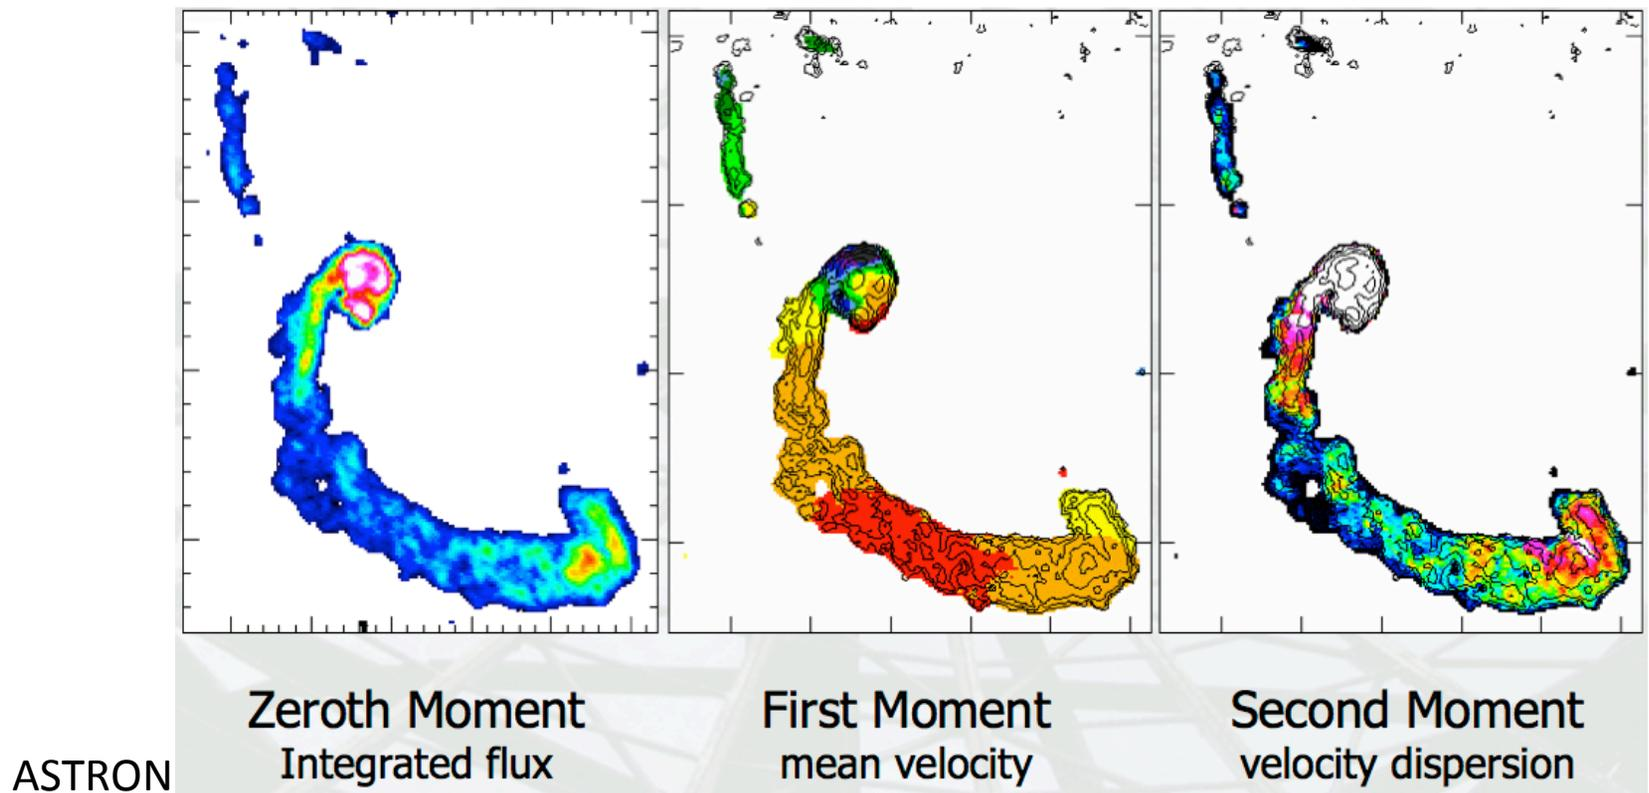 Zeroth Moment
Integrated flux
First Moment
mean velocity
Second Moment
velocity dispersion
ASTRON